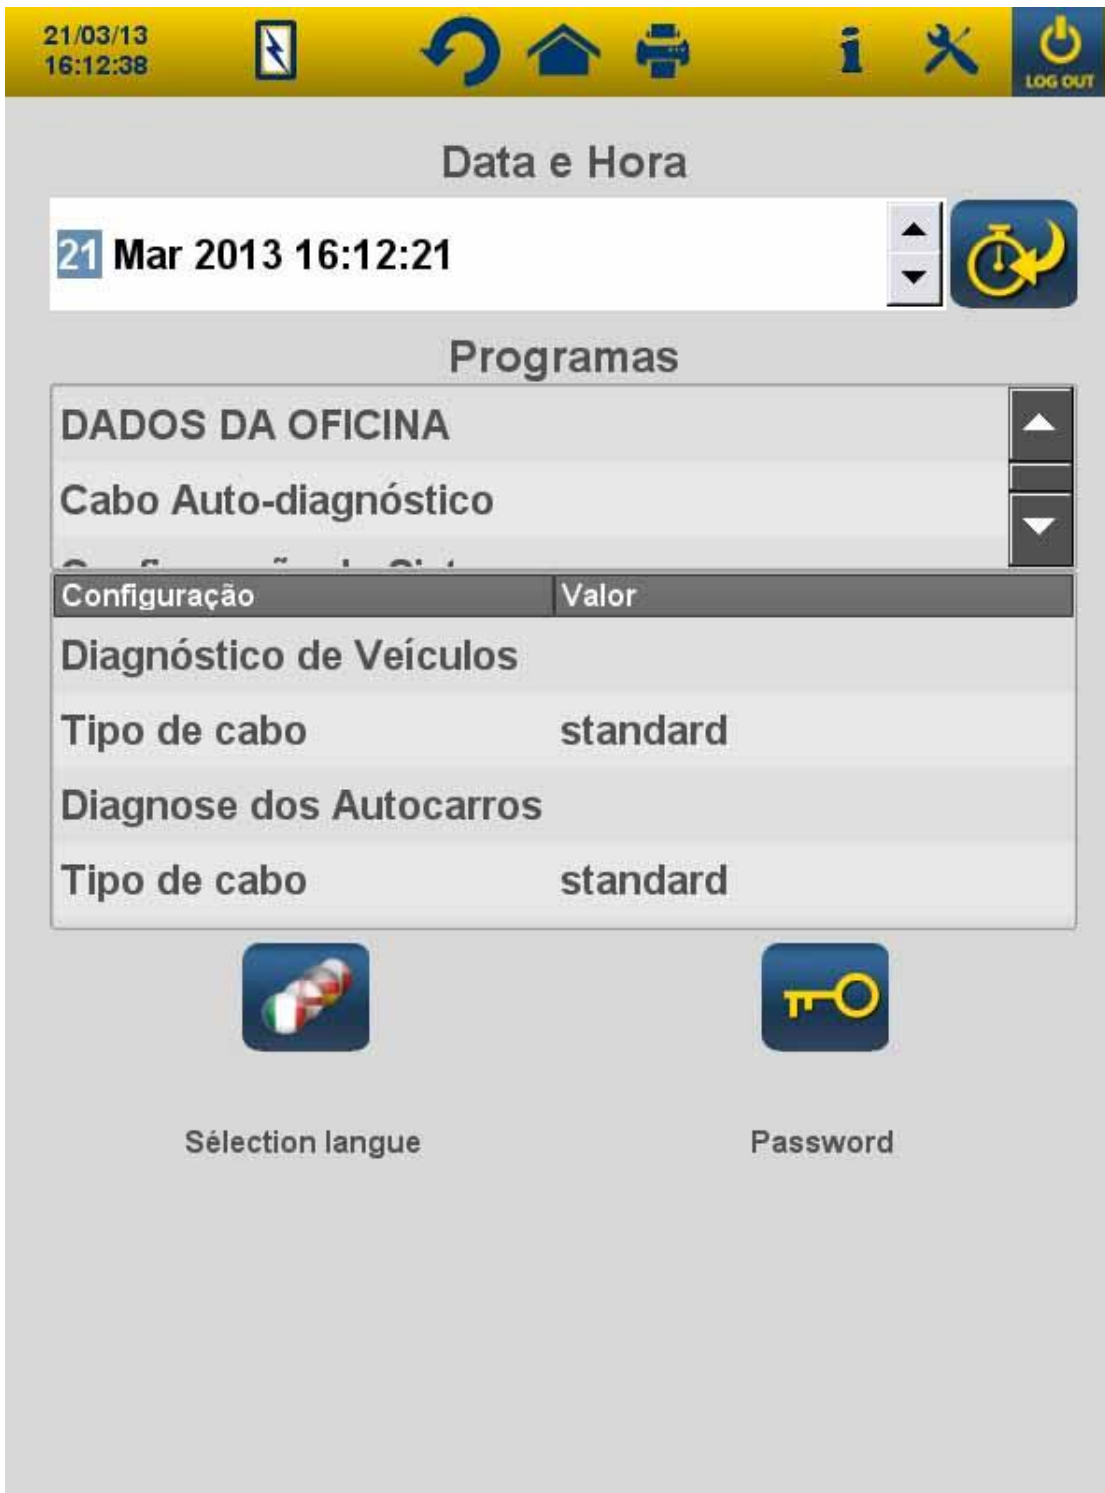 21/03/13
16:12:38
LOG OUT
Data e Hora
21 Mar 2013 16:12:21
Programas
DADOS DA OFICINA
Cabo Auto-diagnóstico
Configuração Valor
Diagnóstico de Veículos
Tipo de cabo standard
Diagnose dos Autocarros
Tipo de cabo standard
Sélection langue
Password